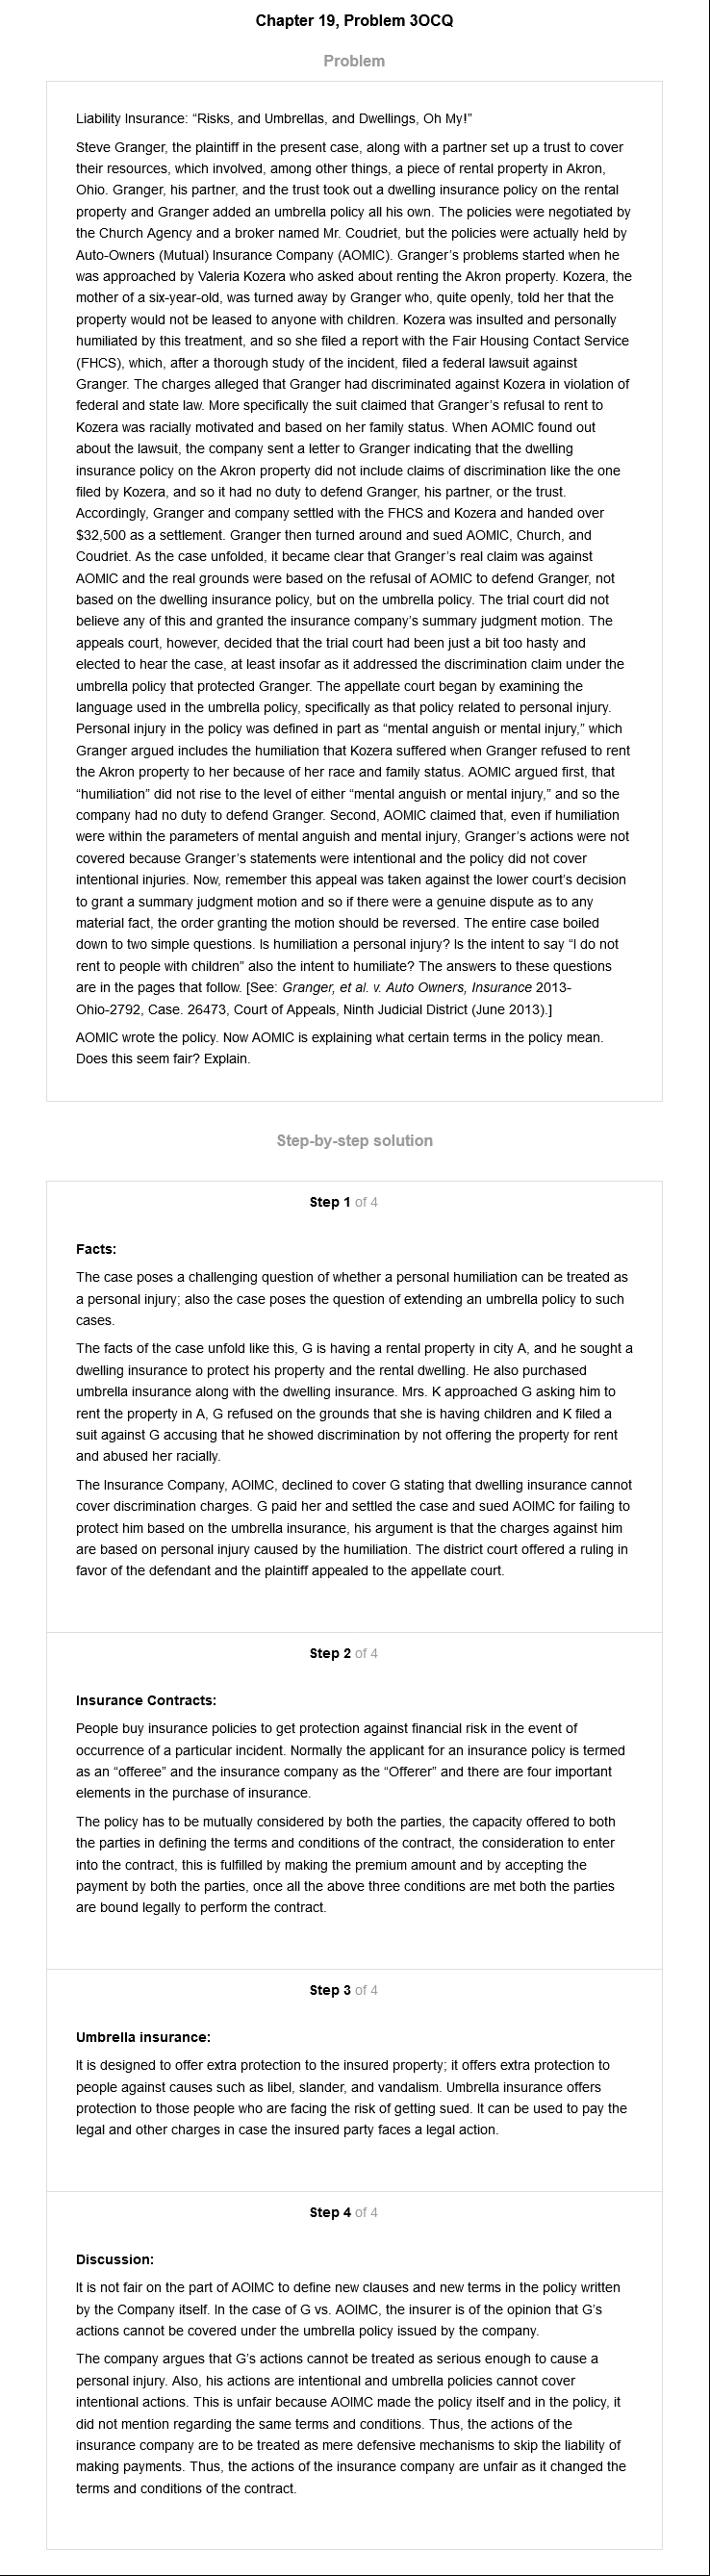 Chapter 19, Problem 3OCQ
Problem
Liability Insurance: “Risks, and Umbrellas, and Dwellings, Oh My!”
Steve Granger, the plaintiff in the present case, along with a partner set up a trust to cover
their resources, which involved, among other things, a piece of rental property in Akron,
Ohio. Granger, his partner, and the trust took out a dwelling insurance policy on the rental
property and Granger added an umbrella policy all his own. The policies were negotiated by
the Church Agency and a broker named Mr. Coudriet, but the policies were actually held by
Auto-Owners (Mutual) Insurance Company (AOMIC). Granger’s problems started when he
was approached by Valeria Kozera who asked about renting the Akron property. Kozera, the
mother of a six-year-old, was turned away by Granger who, quite openly, told her that the
property would not be leased to anyone with children. Kozera was insulted and personally
humiliated by this treatment, and so she filed a report with the Fair Housing Contact Service
(FHCS), which, after a thorough study of the incident, filed a federal lawsuit against
Granger. The charges alleged that Granger had discriminated against Kozera in violation of
federal and state law. More specifically the suit claimed that Granger’s refusal to rent to
Kozera was racially motivated and based on her family status. When AOMIC found out
about the lawsuit, the company sent a letter to Granger indicating that the dwelling
insurance policy on the Akron property did not include claims of discrimination like the one
filed by Kozera, and so it had no duty to defend Granger, his partner, or the trust.
Accordingly, Granger and company settled with the FHCS and Kozera and handed over
$32,500 as a settlement. Granger then turned around and sued AOMIC, Church, and
Coudriet. As the case unfolded, it became clear that Granger’s real claim was against
AOMIC and the real grounds were based on the refusal of AOMIC to defend Granger, not
based on the dwelling insurance policy, but on the umbrella policy. The trial court did not
believe any of this and granted the insurance company’s summary judgment motion. The
appeals court, however, decided that the trial court had been just a bit too hasty and
elected to hear the case, at least insofar as it addressed the discrimination claim under the
umbrella policy that protected Granger. The appellate court began by examining the
language used in the umbrella policy, specifically as that policy related to personal injury.
Personal injury in the policy was defined in part as “mental anguish or mental injury,” which
Granger argued includes the humiliation that Kozera suffered when Granger refused to rent
the Akron property to her because of her race and family status. AOMIC argued first, that
“humiliation” did not rise to the level of either “mental anguish or mental injury,” and so the
company had no duty to defend Granger. Second, AOMIC claimed that, even if humiliation
were within the parameters of mental anguish and mental injury, Granger’s actions were not
covered because Granger’s statements were intentional and the policy did not cover
intentional injuries. Now, remember this appeal was taken against the lower court’s decision
to grant a summary judgment motion and so if there were a genuine dispute as to any
material fact, the order granting the motion should be reversed. The entire case boiled
down to two simple questions. Is humiliation a personal injury? Is the intent to say “I do not
rent to people with children” also the intent to humiliate? The answers to these questions
are in the pages that follow. [See: Granger, et al. v. Auto Owners, Insurance 2013-
Ohio-2792, Case. 26473, Court of Appeals, Ninth Judicial District (June 2013).]
AOMIC wrote the policy. Now AOMIC is explaining what certain terms in the policy mean.
Does this seem fair? Explain.
Step-by-step solution
Step 1 of 4
Facts:
The case poses a challenging question of whether a personal humiliation can be treated as
a personal injury; also the case poses the question of extending an umbrella policy to such
cases.
The facts of the case unfold like this, G is having a rental property in city A, and he sought a
dwelling insurance to protect his property and the rental dwelling. He also purchased
umbrella insurance along with the dwelling insurance. Mrs. K approached G asking him to
rent the property in A, G refused on the grounds that she is having children and K filed a
suit against G accusing that he showed discrimination by not offering the property for rent
and abused her racially.
The Insurance Company, AOIMC, declined to cover G stating that dwelling insurance cannot
cover discrimination charges. G paid her and settled the case and sued AOIMC for failing to
protect him based on the umbrella insurance, his argument is that the charges against him
are based on personal injury caused by the humiliation. The district court offered a ruling in
favor of the defendant and the plaintiff appealed to the appellate court.
Step 2 of 4
Insurance Contracts:
People buy insurance policies to get protection against financial risk in the event of
occurrence of a particular incident. Normally the applicant for an insurance policy is termed
as an “offeree” and the insurance company as the “Offerer” and there are four important
elements in the purchase of insurance.
The policy has to be mutually considered by both the parties, the capacity offered to both
the parties in defining the terms and conditions of the contract, the consideration to enter
into the contract, this is fulfilled by making the premium amount and by accepting the
payment by both the parties, once all the above three conditions are met both the parties
are bound legally to perform the contract.
Step 3 of 4
Umbrella insurance:
It is designed to offer extra protection to the insured property; it offers extra protection to
people against causes such as libel, slander, and vandalism. Umbrella insurance offers
protection to those people who are facing the risk of getting sued. It can be used to pay the
legal and other charges in case the insured party faces a legal action.
Step 4 of 4
Discussion:
It is not fair on the part of AOIMC to define new clauses and new terms in the policy written
by the Company itself. In the case of G vs. AOIMC, the insurer is of the opinion that G’s
actions cannot be covered under the umbrella policy issued by the company.
The company argues that G’s actions cannot be treated as serious enough to cause a
personal injury. Also, his actions are intentional and umbrella policies cannot cover
intentional actions. This is unfair because AOIMC made the policy itself and in the policy, it
did not mention regarding the same terms and conditions. Thus, the actions of the
insurance company are to be treated as mere defensive mechanisms to skip the liability of
making payments. Thus, the actions of the insurance company are unfair as it changed the
terms and conditions of the contract.